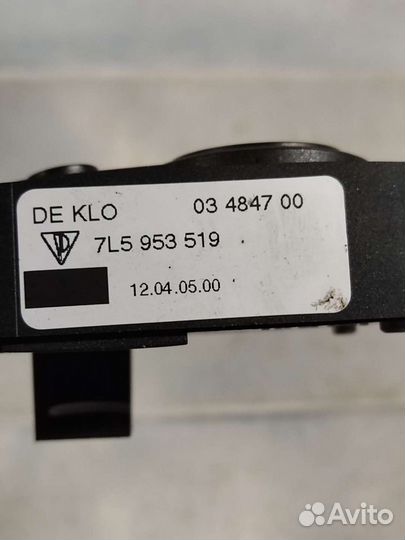 DE KLO 03 4847 00
7L5 953 519
12.04.05.00
Avito